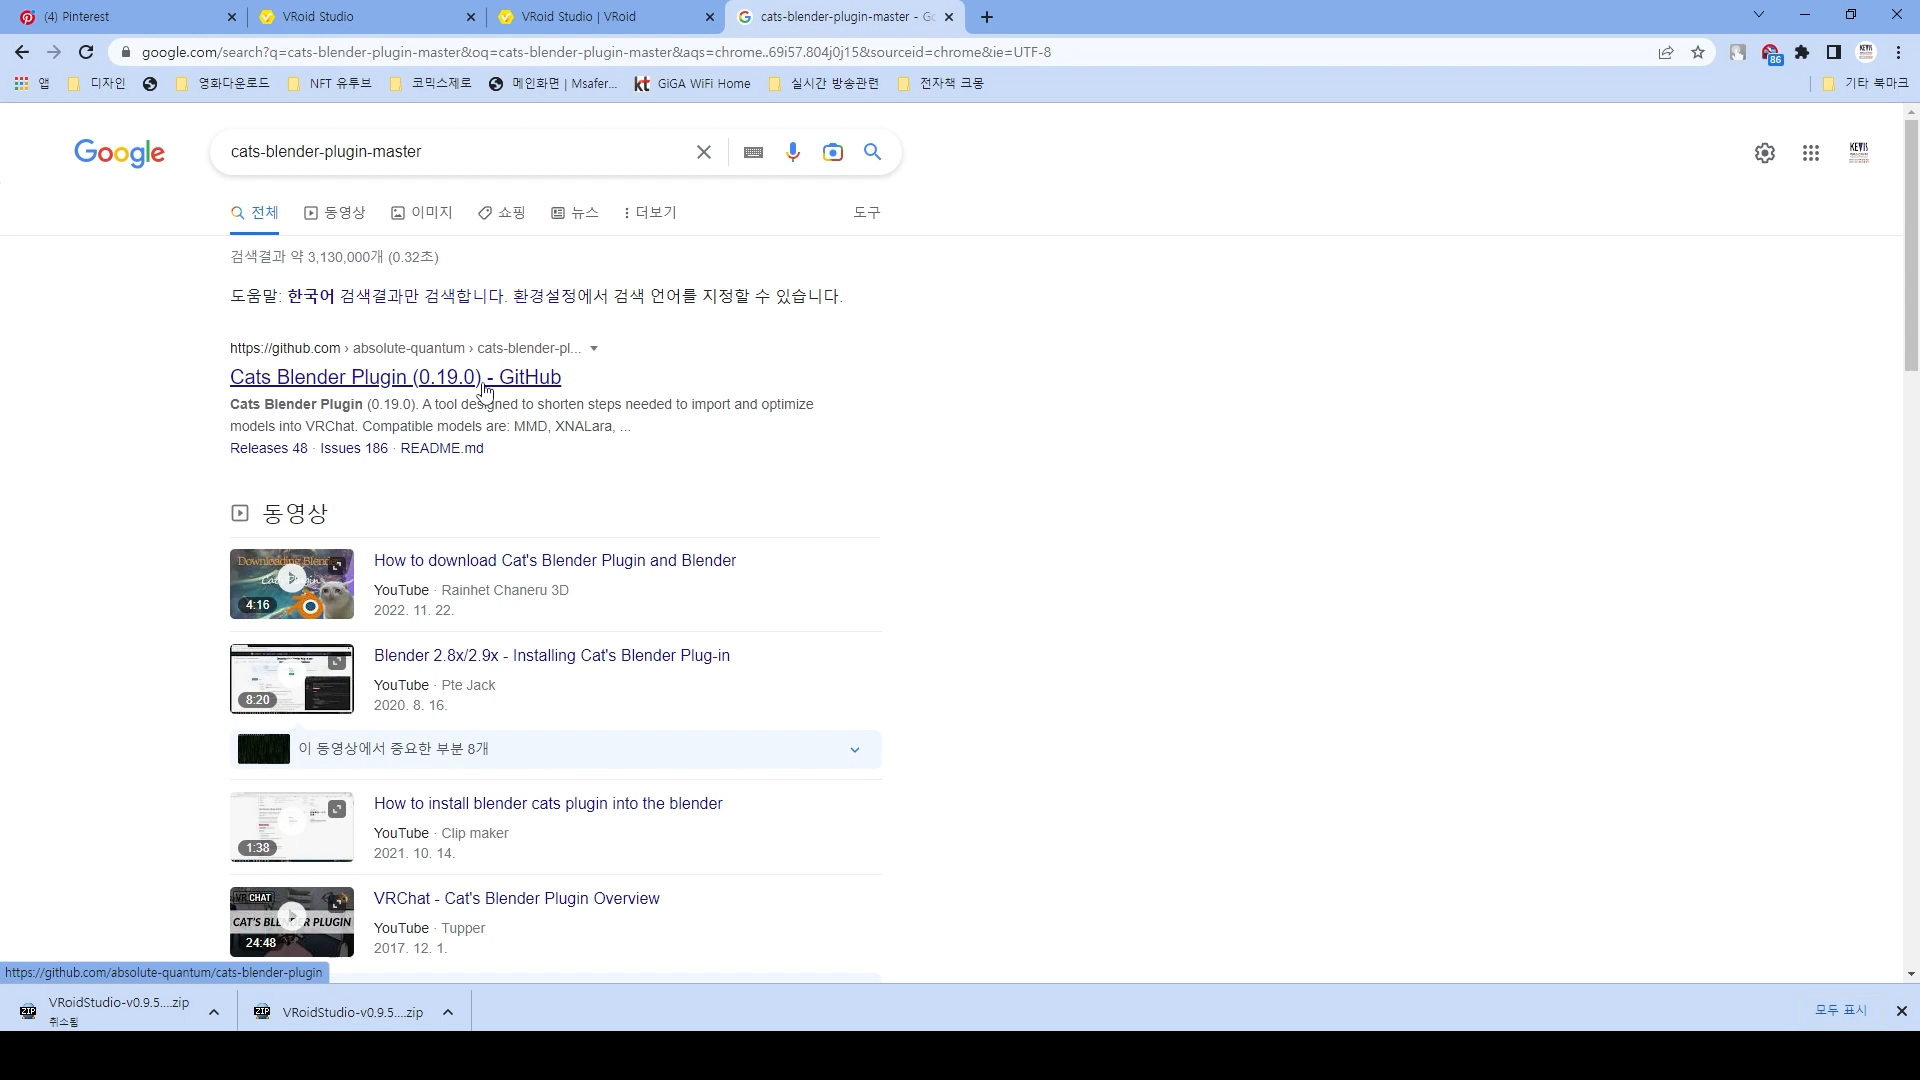 (4) Pinterest
VRoid Studio
VRoid Studio | VRoid
cats-blender-plugin-master - Go
google.com/search?q=cats-blender-plugin-master&oq=cats-blender-plugin-master&aqs=chrome..69i57.804j0j15&sourceid=chrome&ie=UTF-8
86
앱
디자인
영화다운로드
NFT 유투브
코믹스제로
메인화면 | Msafer...
kt GiGA WiFi Home
실시간 방송관련
전자책 크몽
기타 북마크
Google
cats-blender-plugin-master
전체
동영상
이미지
쇼핑
뉴스
더보기
도구
검색결과 약 3,130,000개 (0.32초)
도움말: 한국어 검색결과만 검색합니다. 환경설정에서 검색 언어를 지정할 수 있습니다.
https://github.com › absolute-quantum › cats-blender-pl...
Cats Blender Plugin (0.19.0) - GitHub
Cats Blender Plugin (0.19.0). A tool designed to shorten steps needed to import and optimize
models into VRChat. Compatible models are: MMD, XNALara, ...
Releases 48 · Issues 186 · README.md
동영상
Downloading Blender
Cats Plugin
4:16
How to download Cat's Blender Plugin and Blender
YouTube · Rainhet Chaneru 3D
2022. 11. 22.
8:20
Blender 2.8x/2.9x - Installing Cat's Blender Plug-in
YouTube · Pte Jack
2020. 8. 16.
이 동영상에서 중요한 부분 8개
1:38
How to install blender cats plugin into the blender
YouTube · Clip maker
2021. 10. 14.
VRCHAT
CAT'S BLENDER PLUGIN
24:48
VRChat - Cat's Blender Plugin Overview
YouTube · Tupper
2017. 12. 1.
https://github.com/absolute-quantum/cats-blender-plugin
ZIP
VRoidStudio-v0.9.5....zip
취소됨
ZIP
VRoidStudio-v0.9.5....zip
모두 표시